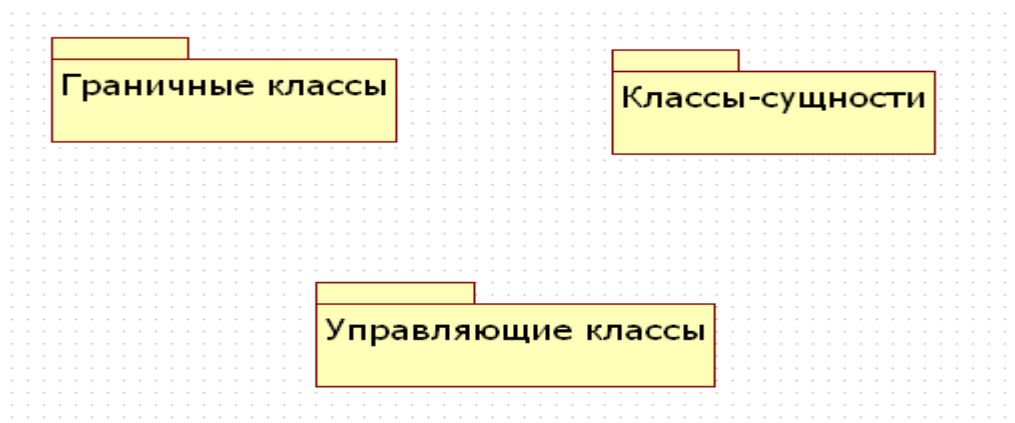 Граничные классы
Классы-сущности
Управляющие классы